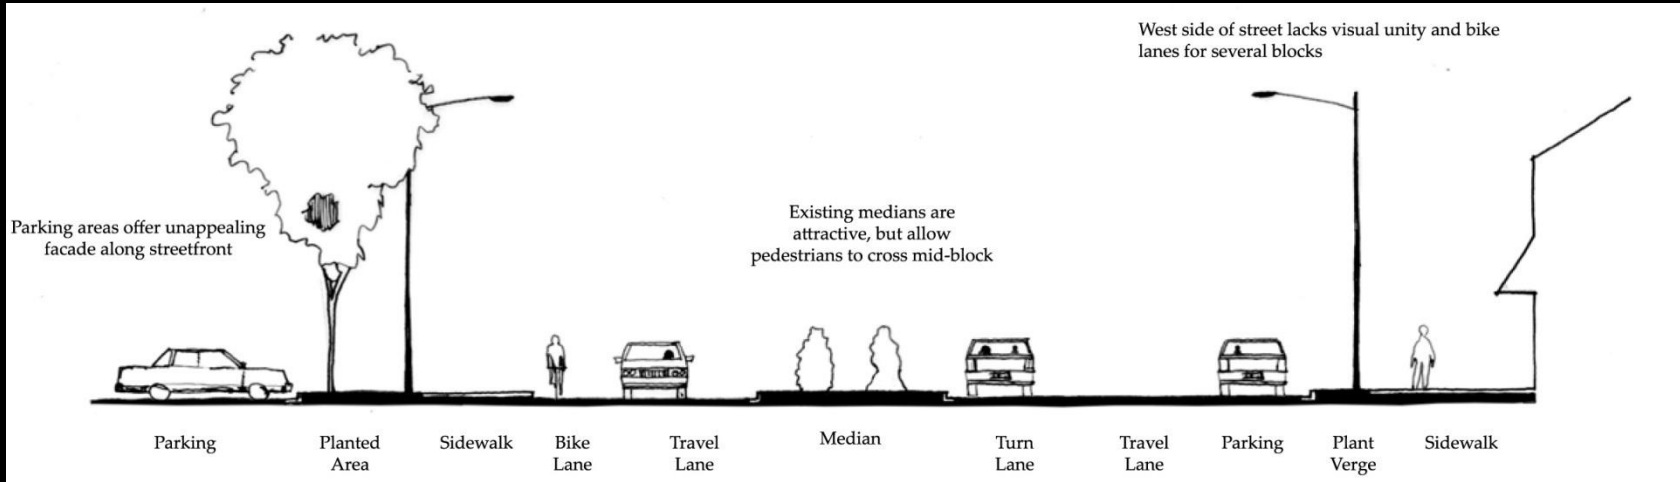 West side of street lacks visual unity and bike
lanes for several blocks
Parking areas offer unappealing
facade along streetfront
Existing medians are
attractive, but allow
pedestrians to cross mid-block
Parking
Planted
Area
Sidewalk
Bike
Lane
Travel
Lane
Median
Turn
Lane
Travel
Lane
Parking
Plant
Verge
Sidewalk